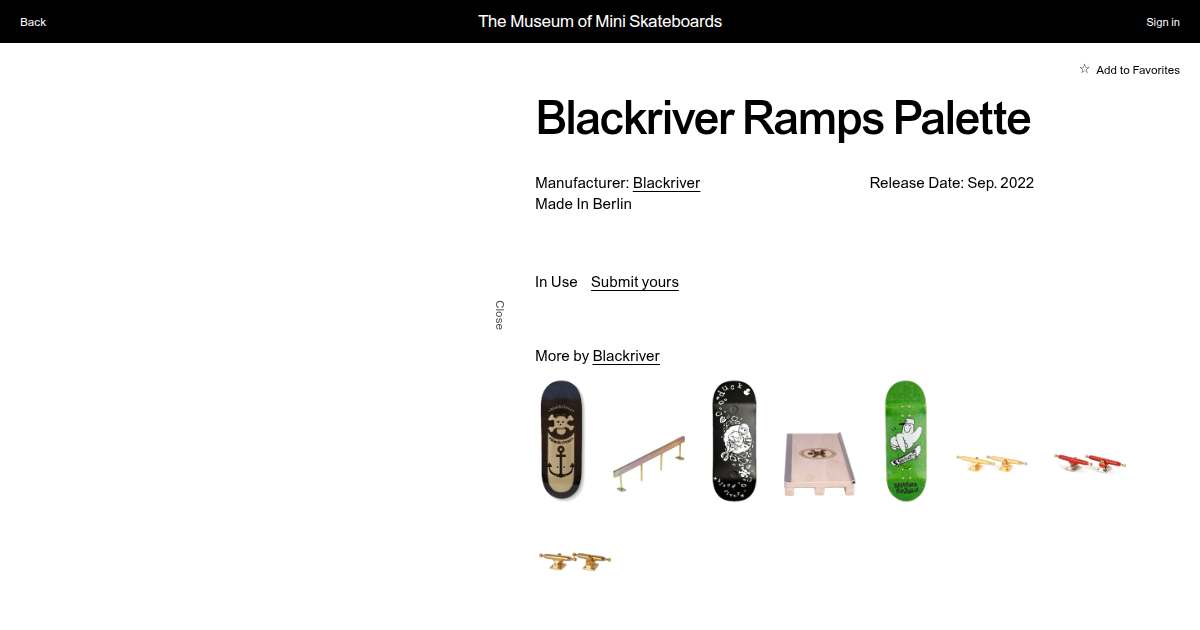 Back
The Museum of Mini Skateboards
Sign in
☆ Add to Favorites
Blackriver Ramps Palette
Manufacturer: Blackriver
Release Date: Sep. 2022
Made In Berlin
In Use
Submit yours
Close
More by Blackriver